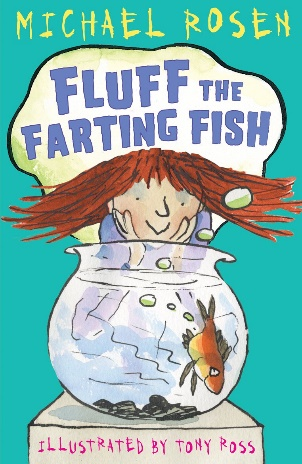 MICHAEL ROSEN
FLUFF THE
FARTING FISH
ILLUSTRATED BY TONY ROSS